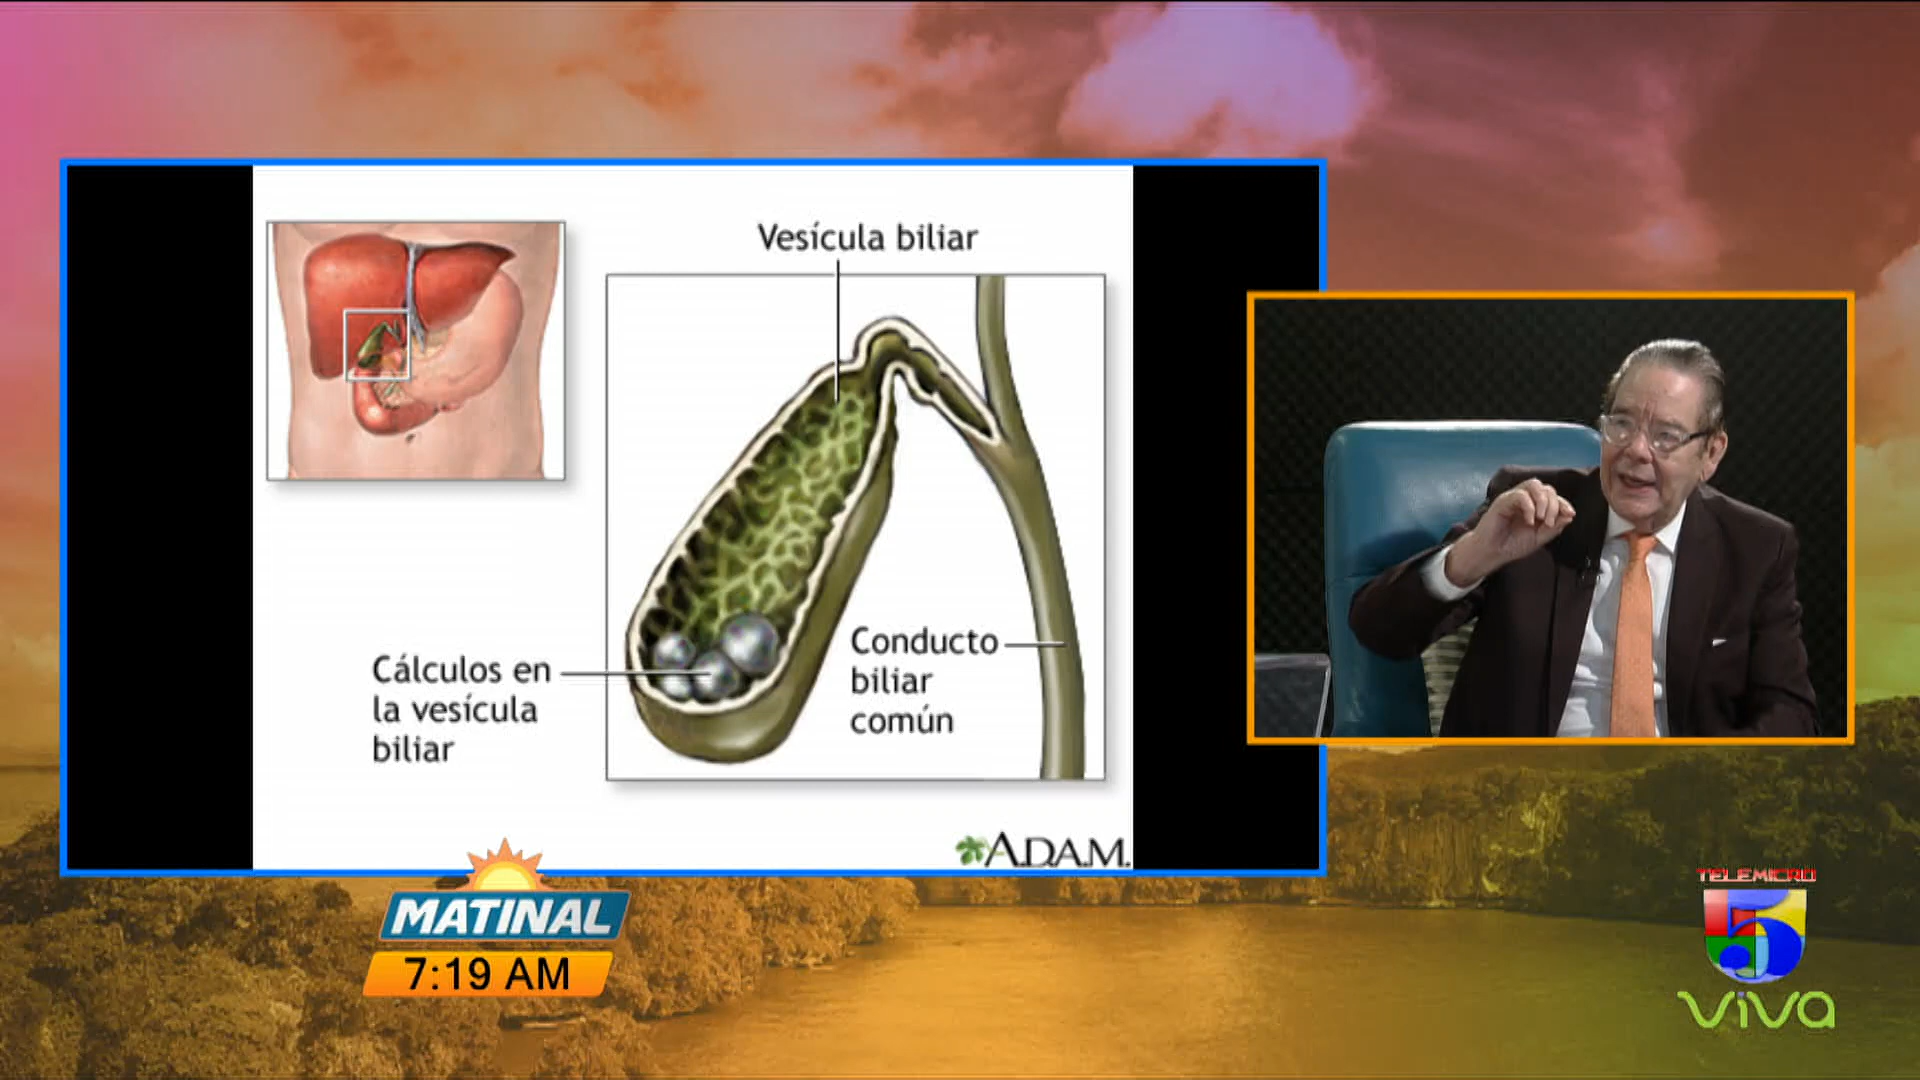 Vesícula biliar
Cálculos en
la vesícula
biliar
Conducto
biliar
común
A.D.A.M.
MATINAL
7:19 AM
TELEMICRO
5
viva